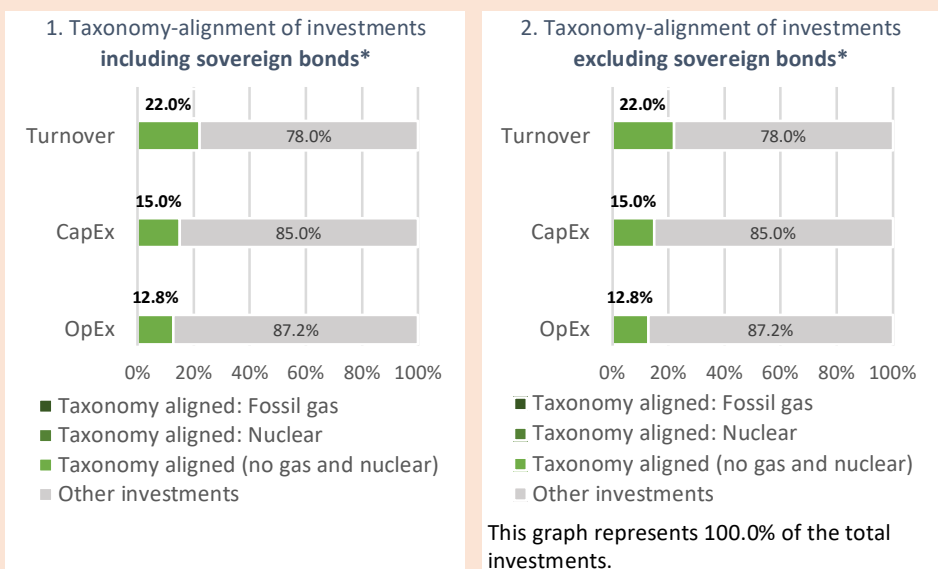 1. Taxonomy-alignment of investments
including sovereign bonds*
22.0%
Turnover
78.0%
15.0%
CapEx
85.0%
12.8%
OpEx
87.2%
0% 20% 40% 60% 80% 100%
Taxonomy aligned: Fossil gas
Taxonomy aligned: Nuclear
Taxonomy aligned (no gas and nuclear)
Other investments
2. Taxonomy-alignment of investments
excluding sovereign bonds*
22.0%
Turnover
78.0%
15.0%
CapEx
85.0%
12.8%
OpEx
87.2%
0% 20% 40% 60% 80% 100%
Taxonomy aligned: Fossil gas
Taxonomy aligned: Nuclear
Taxonomy aligned (no gas and nuclear)
Other investments
This graph represents 100.0% of the total
investments.